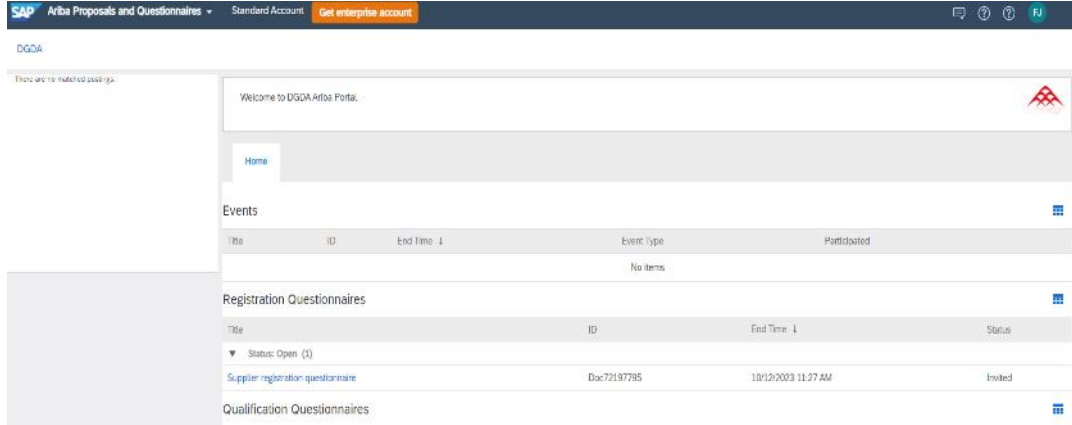 SAP Ariba Proposals and Questionnaires Standard Account Get enterprise account FJ
DGDA
There are no matched postings.
Welcome to DGDA Ariba Portal.
Home
Events
Title ID End Time ↓ Event Type Participated
No items
Registration Questionnaires
Title ID End Time ↓ Status
▼ Status: Open (1)
Supplier registration questionnaire Doc72197795 10/12/2023 11:27 AM Invited
Qualification Questionnaires